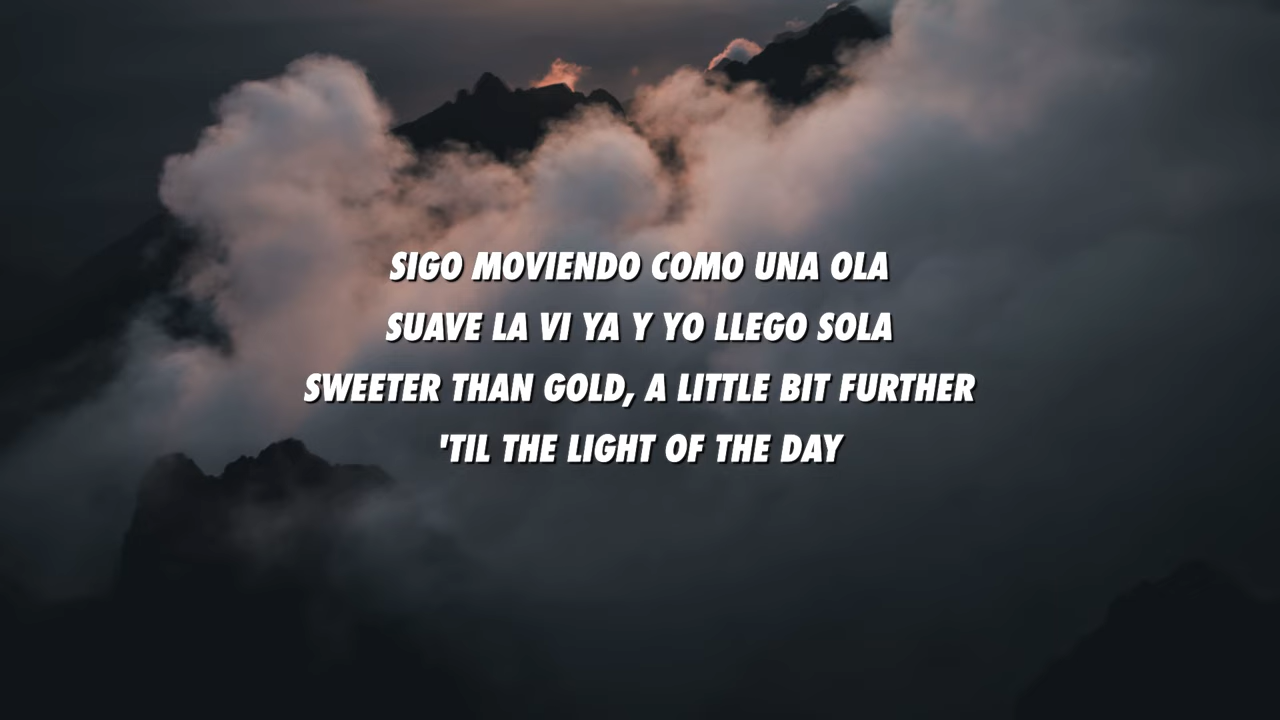 SIGO MOVIENDO COMO UNA OLA
SUAVE LA VI YA Y YO LLEGO SOLA
SWEETER THAN GOLD, A LITTLE BIT FURTHER
'TIL THE LIGHT OF THE DAY